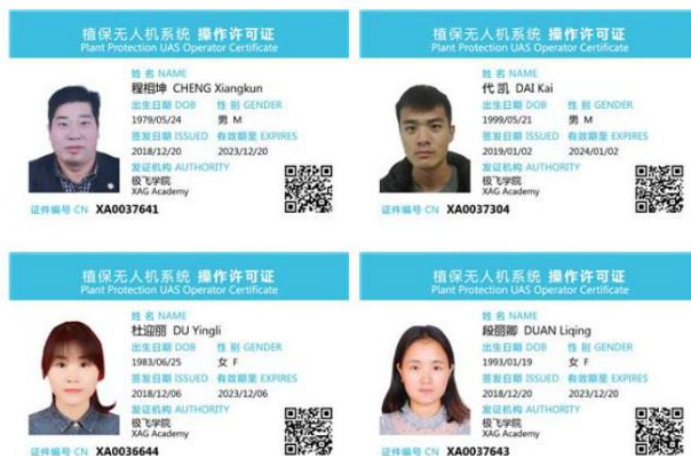 植保无人机系统 操作许可证
Plant Protection UAS Operator Certificate
姓 名 NAME
程相坤 CHENG Xiangkun
出生日期 DOB 性 别 GENDER
1979/05/24 男 M
签发日期 ISSUED 有效期至 EXPIRES
2018/12/20 2023/12/20
发证机构 AUTHORITY
极飞学院
XAG Academy
证件编号 CN XA0037641
植保无人机系统 操作许可证
Plant Protection UAS Operator Certificate
姓 名 NAME
代 凯 DAI Kai
出生日期 DOB 性 别 GENDER
1999/05/21 男 M
签发日期 ISSUED 有效期至 EXPIRES
2019/01/02 2024/01/02
发证机构 AUTHORITY
极飞学院
XAG Academy
证件编号 CN XA0037304
植保无人机系统 操作许可证
Plant Protection UAS Operator Certificate
姓 名 NAME
杜迎丽 DU Yingli
出生日期 DOB 性 别 GENDER
1983/06/25 女 F
签发日期 ISSUED 有效期至 EXPIRES
2018/12/06 2023/12/06
发证机构 AUTHORITY
极飞学院
XAG Academy
证件编号 CN XA0036644
植保无人机系统 操作许可证
Plant Protection UAS Operator Certificate
姓 名 NAME
段丽卿 DUAN Liqing
出生日期 DOB 性 别 GENDER
1993/01/19 女 F
签发日期 ISSUED 有效期至 EXPIRES
2018/12/20 2023/12/20
发证机构 AUTHORITY
极飞学院
XAG Academy
证件编号 CN XA0037643